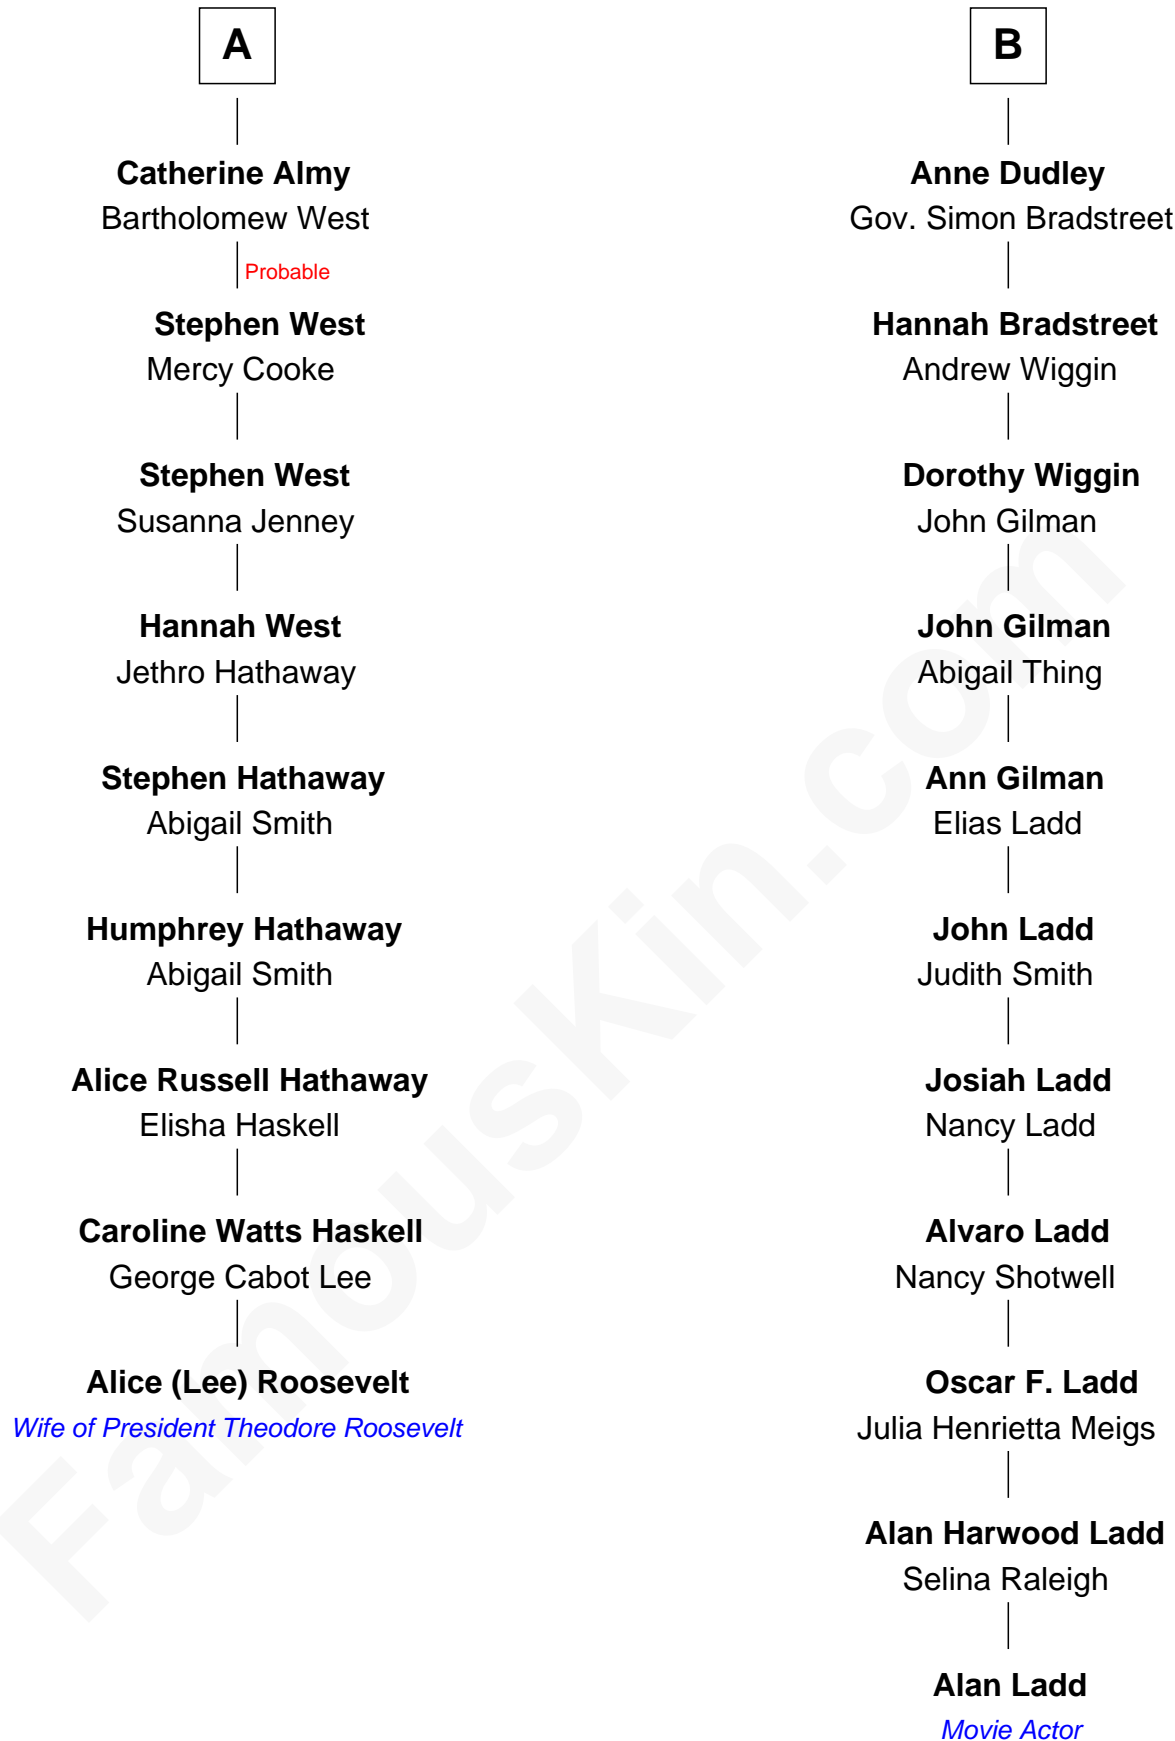 A
Catherine Almy
Bartholomew West
Probable
Stephen West
Mercy Cooke
Stephen West
Susanna Jenney
Hannah West
Jethro Hathaway
Stephen Hathaway
Abigail Smith
Humphrey Hathaway
Abigail Smith
Alice Russell Hathaway
Elisha Haskell
Caroline Watts Haskell
George Cabot Lee
Alice (Lee) Roosevelt
Wife of President Theodore Roosevelt
B
Anne Dudley
Gov. Simon Bradstreet
Hannah Bradstreet
Andrew Wiggin
Dorothy Wiggin
John Gilman
John Gilman
Abigail Thing
Ann Gilman
Elias Ladd
John Ladd
Judith Smith
Josiah Ladd
Nancy Ladd
Alvaro Ladd
Nancy Shotwell
Oscar F. Ladd
Julia Henrietta Meigs
Alan Harwood Ladd
Selina Raleigh
Alan Ladd
Movie Actor
FamousKin.com